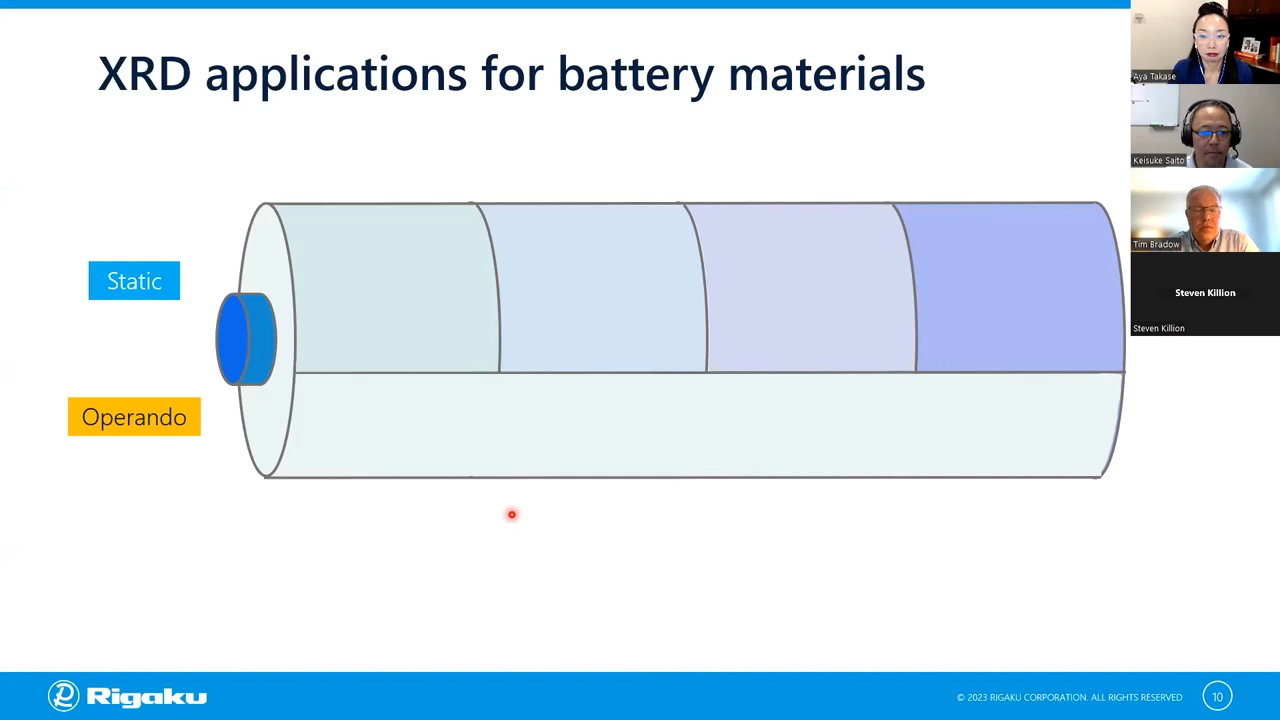 XRD applications for battery materials
Static
Operando
Aya Takase
Keisuke Saito
Tim Bradow
Steven Killion
Steven Killion
Rigaku
© 2023 RIGAKU CORPORATION. ALL RIGHTS RESERVED
10